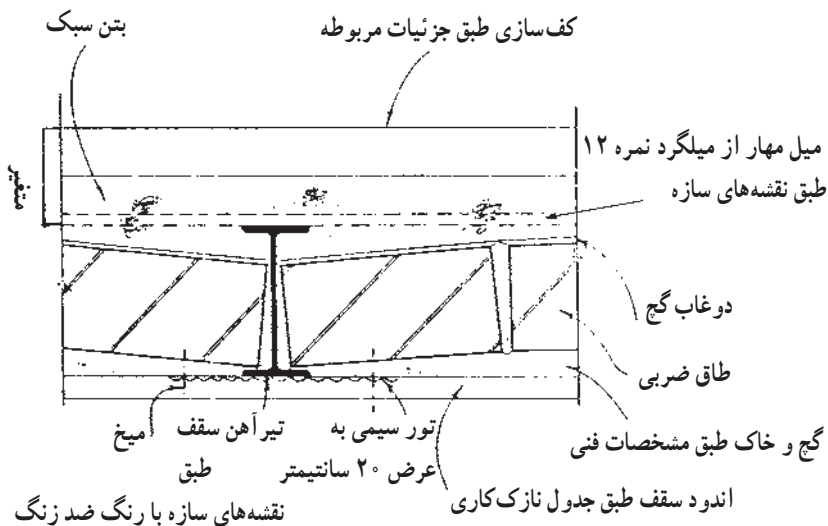 بتن سبک
کف‌سازی طبق جزئیات مربوطه
میل مهار از میلگرد نمره ۱۲
طبق نقشه‌های سازه
متغیر
دوغاب گچ
طاق ضربی
گچ و خاک طبق مشخصات فنی
اندود سقف طبق جدول نازک‌کاری
تور سیمی به
عرض ۲۰ سانتیمتر
تیرآهن سقف
طبق
نقشه‌های سازه با رنگ ضد زنگ
میخ